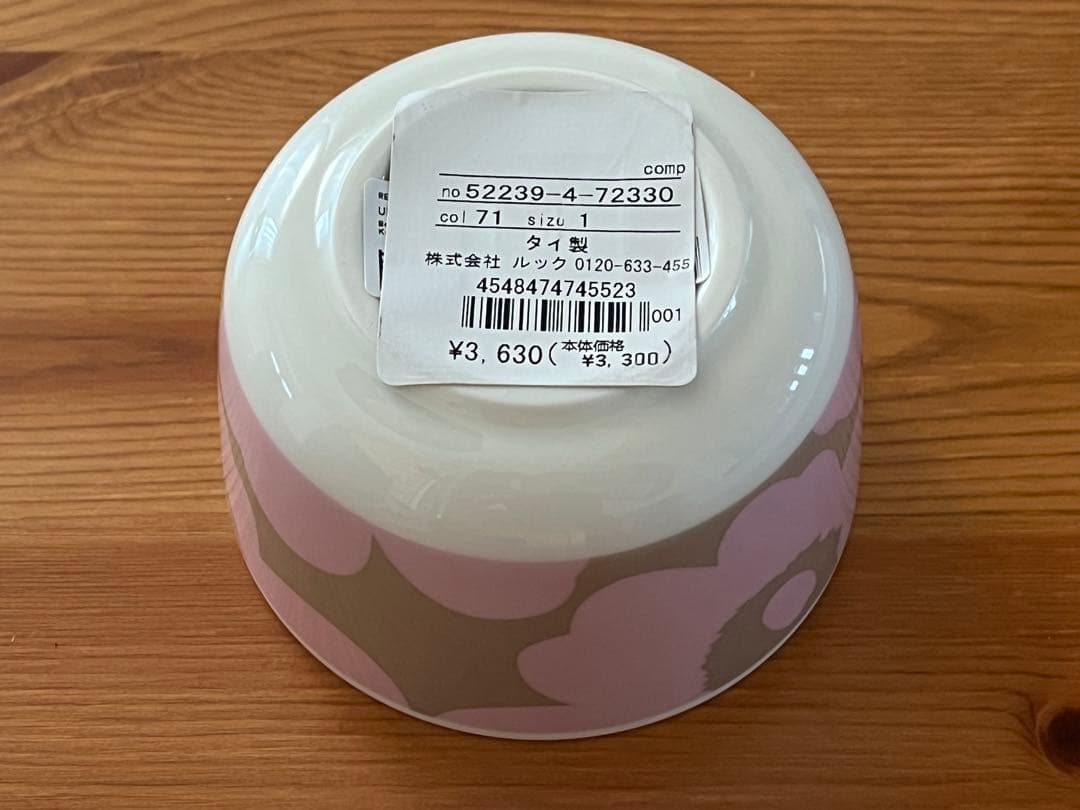 comp
no 52239-4-72330
col 71 size 1
タイ製
株式会社 ルック 0120-633-455
4548474745523
001
¥3,630(本体価格 ¥3,300)